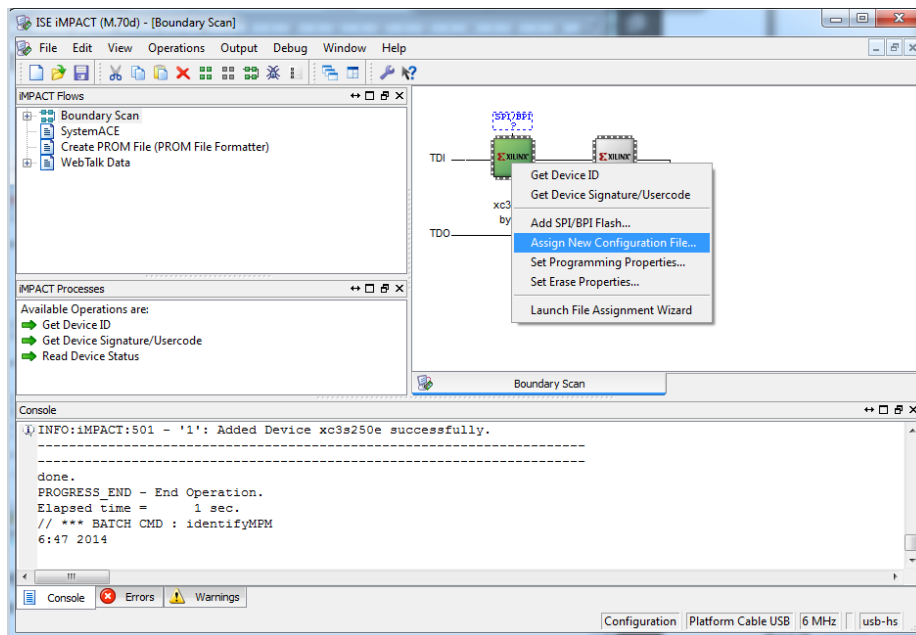 ISE iMPACT (M.70d) - [Boundary Scan]
File Edit View Operations Output Debug Window Help
iMPACT Flows
Boundary Scan
SystemACE
Create PROM File (PROM File Formatter)
WebTalk Data
iMPACT Processes
Available Operations are:
Get Device ID
Get Device Signature/Usercode
Read Device Status
SPI/BPI
?
TDI
XILINX
XILINX
xc3
by
TDO
Get Device ID
Get Device Signature/Usercode
Add SPI/BPI Flash...
Assign New Configuration File...
Set Programming Properties...
Set Erase Properties...
Launch File Assignment Wizard
Boundary Scan
Console
INFO:iMPACT:501 - '1': Added Device xc3s250e successfully.
----------------------------------------------------------------------
----------------------------------------------------------------------
done.
PROGRESS_END - End Operation.
Elapsed time =      1 sec.
// *** BATCH CMD : identifyMPM
6:47 2014
Console Errors Warnings
Configuration Platform Cable USB 6 MHz usb-hs